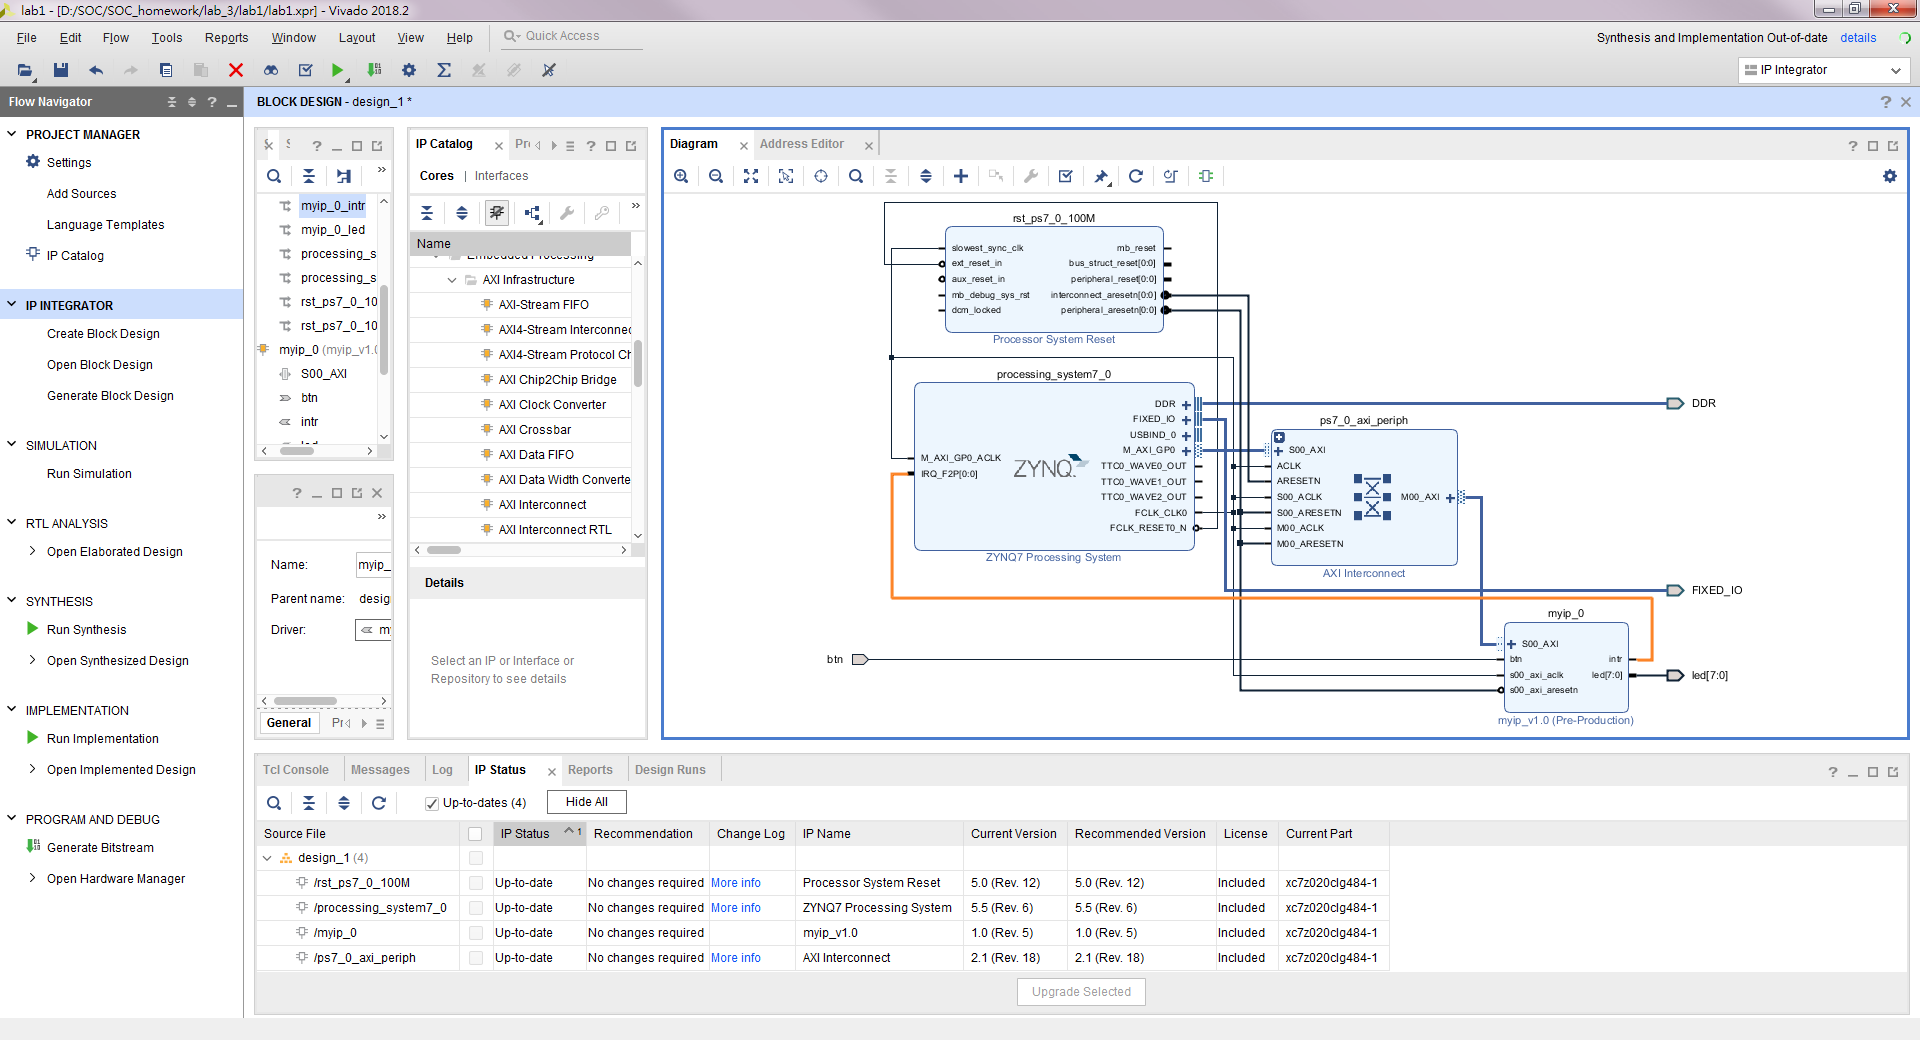 lab1 - [D:/SOC/SOC_homework/lab_3/lab1/lab1.xpr] - Vivado 2018.2
File Edit Flow Tools Reports Window Layout View Help Quick Access
Synthesis and Implementation Out-of-date details
IP Integrator
Flow Navigator
PROJECT MANAGER
Settings
Add Sources
Language Templates
IP Catalog
IP INTEGRATOR
Create Block Design
Open Block Design
Generate Block Design
SIMULATION
Run Simulation
RTL ANALYSIS
Open Elaborated Design
SYNTHESIS
Run Synthesis
Open Synthesized Design
IMPLEMENTATION
Run Implementation
Open Implemented Design
PROGRAM AND DEBUG
Generate Bitstream
Open Hardware Manager
BLOCK DESIGN - design_1 *
myip_0_intr
myip_0_led
processing_s
processing_s
rst_ps7_0_10
rst_ps7_0_10
myip_0 (myip_v1.0
S00_AXI
btn
intr
Name: myip_
Parent name: desig
Driver: m
General Pr
IP Catalog Pr
Cores | Interfaces
Name
Embedded Processing
AXI Infrastructure
AXI-Stream FIFO
AXI4-Stream Interconnec
AXI4-Stream Protocol Ch
AXI Chip2Chip Bridge
AXI Clock Converter
AXI Crossbar
AXI Data FIFO
AXI Data Width Converte
AXI Interconnect
AXI Interconnect RTL
Details
Select an IP or Interface or
Repository to see details
Diagram Address Editor
rst_ps7_0_100M
slowest_sync_clk mb_reset
ext_reset_in bus_struct_reset[0:0]
aux_reset_in peripheral_reset[0:0]
mb_debug_sys_rst interconnect_aresetn[0:0]
dcm_locked peripheral_aresetn[0:0]
Processor System Reset
processing_system7_0
DDR
FIXED_IO
USBIND_0
M_AXI_GP0
M_AXI_GP0_ACLK TTC0_WAVE0_OUT
IRQ_F2P[0:0] ZYNQ TTC0_WAVE1_OUT
TTC0_WAVE2_OUT
FCLK_CLK0
FCLK_RESET0_N
ZYNQ7 Processing System
ps7_0_axi_periph
S00_AXI
ACLK
ARESETN
S00_ACLK M00_AXI
S00_ARESETN
M00_ACLK
M00_ARESETN
AXI Interconnect
DDR
FIXED_IO
myip_0
S00_AXI
btn intr
s00_axi_aclk led[7:0]
s00_axi_aresetn
myip_v1.0 (Pre-Production)
btn
led[7:0]
Tcl Console Messages Log IP Status Reports Design Runs
Up-to-dates (4) Hide All
Source File IP Status 1 Recommendation Change Log IP Name Current Version Recommended Version License Current Part
design_1 (4)
/rst_ps7_0_100M Up-to-date No changes required More info Processor System Reset 5.0 (Rev. 12) 5.0 (Rev. 12) Included xc7z020clg484-1
/processing_system7_0 Up-to-date No changes required More info ZYNQ7 Processing System 5.5 (Rev. 6) 5.5 (Rev. 6) Included xc7z020clg484-1
/myip_0 Up-to-date No changes required myip_v1.0 1.0 (Rev. 5) 1.0 (Rev. 5) Included xc7z020clg484-1
/ps7_0_axi_periph Up-to-date No changes required More info AXI Interconnect 2.1 (Rev. 18) 2.1 (Rev. 18) Included xc7z020clg484-1
Upgrade Selected